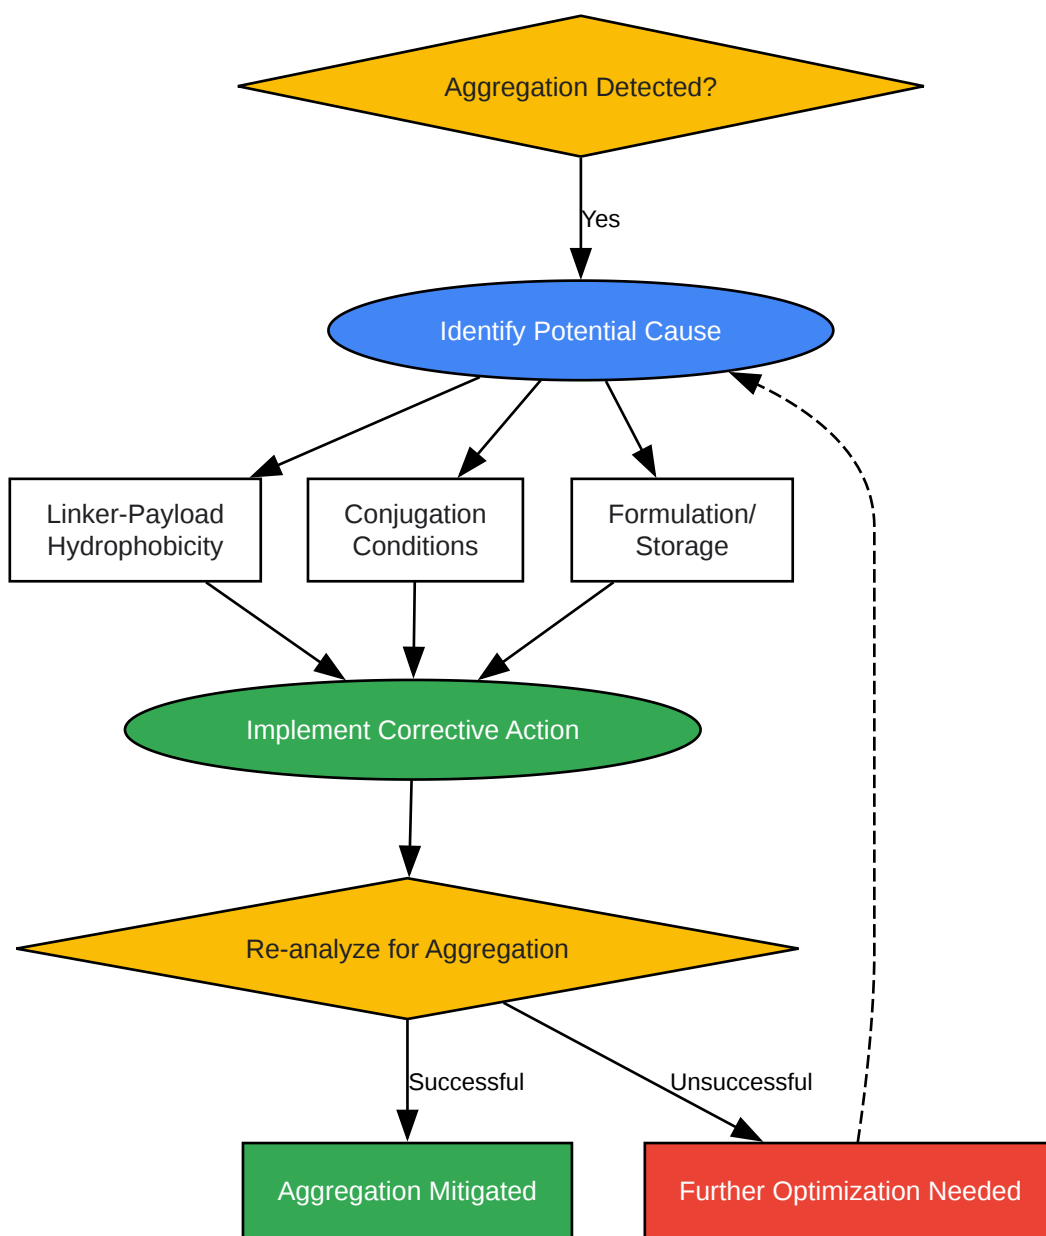 Aggregation Detected?
Yes
Identify Potential Cause
Linker-Payload
Hydrophobicity
Conjugation
Conditions
Formulation/
Storage
Implement Corrective Action
Re-analyze for Aggregation
Successful
Unsuccessful
Aggregation Mitigated
Further Optimization Needed